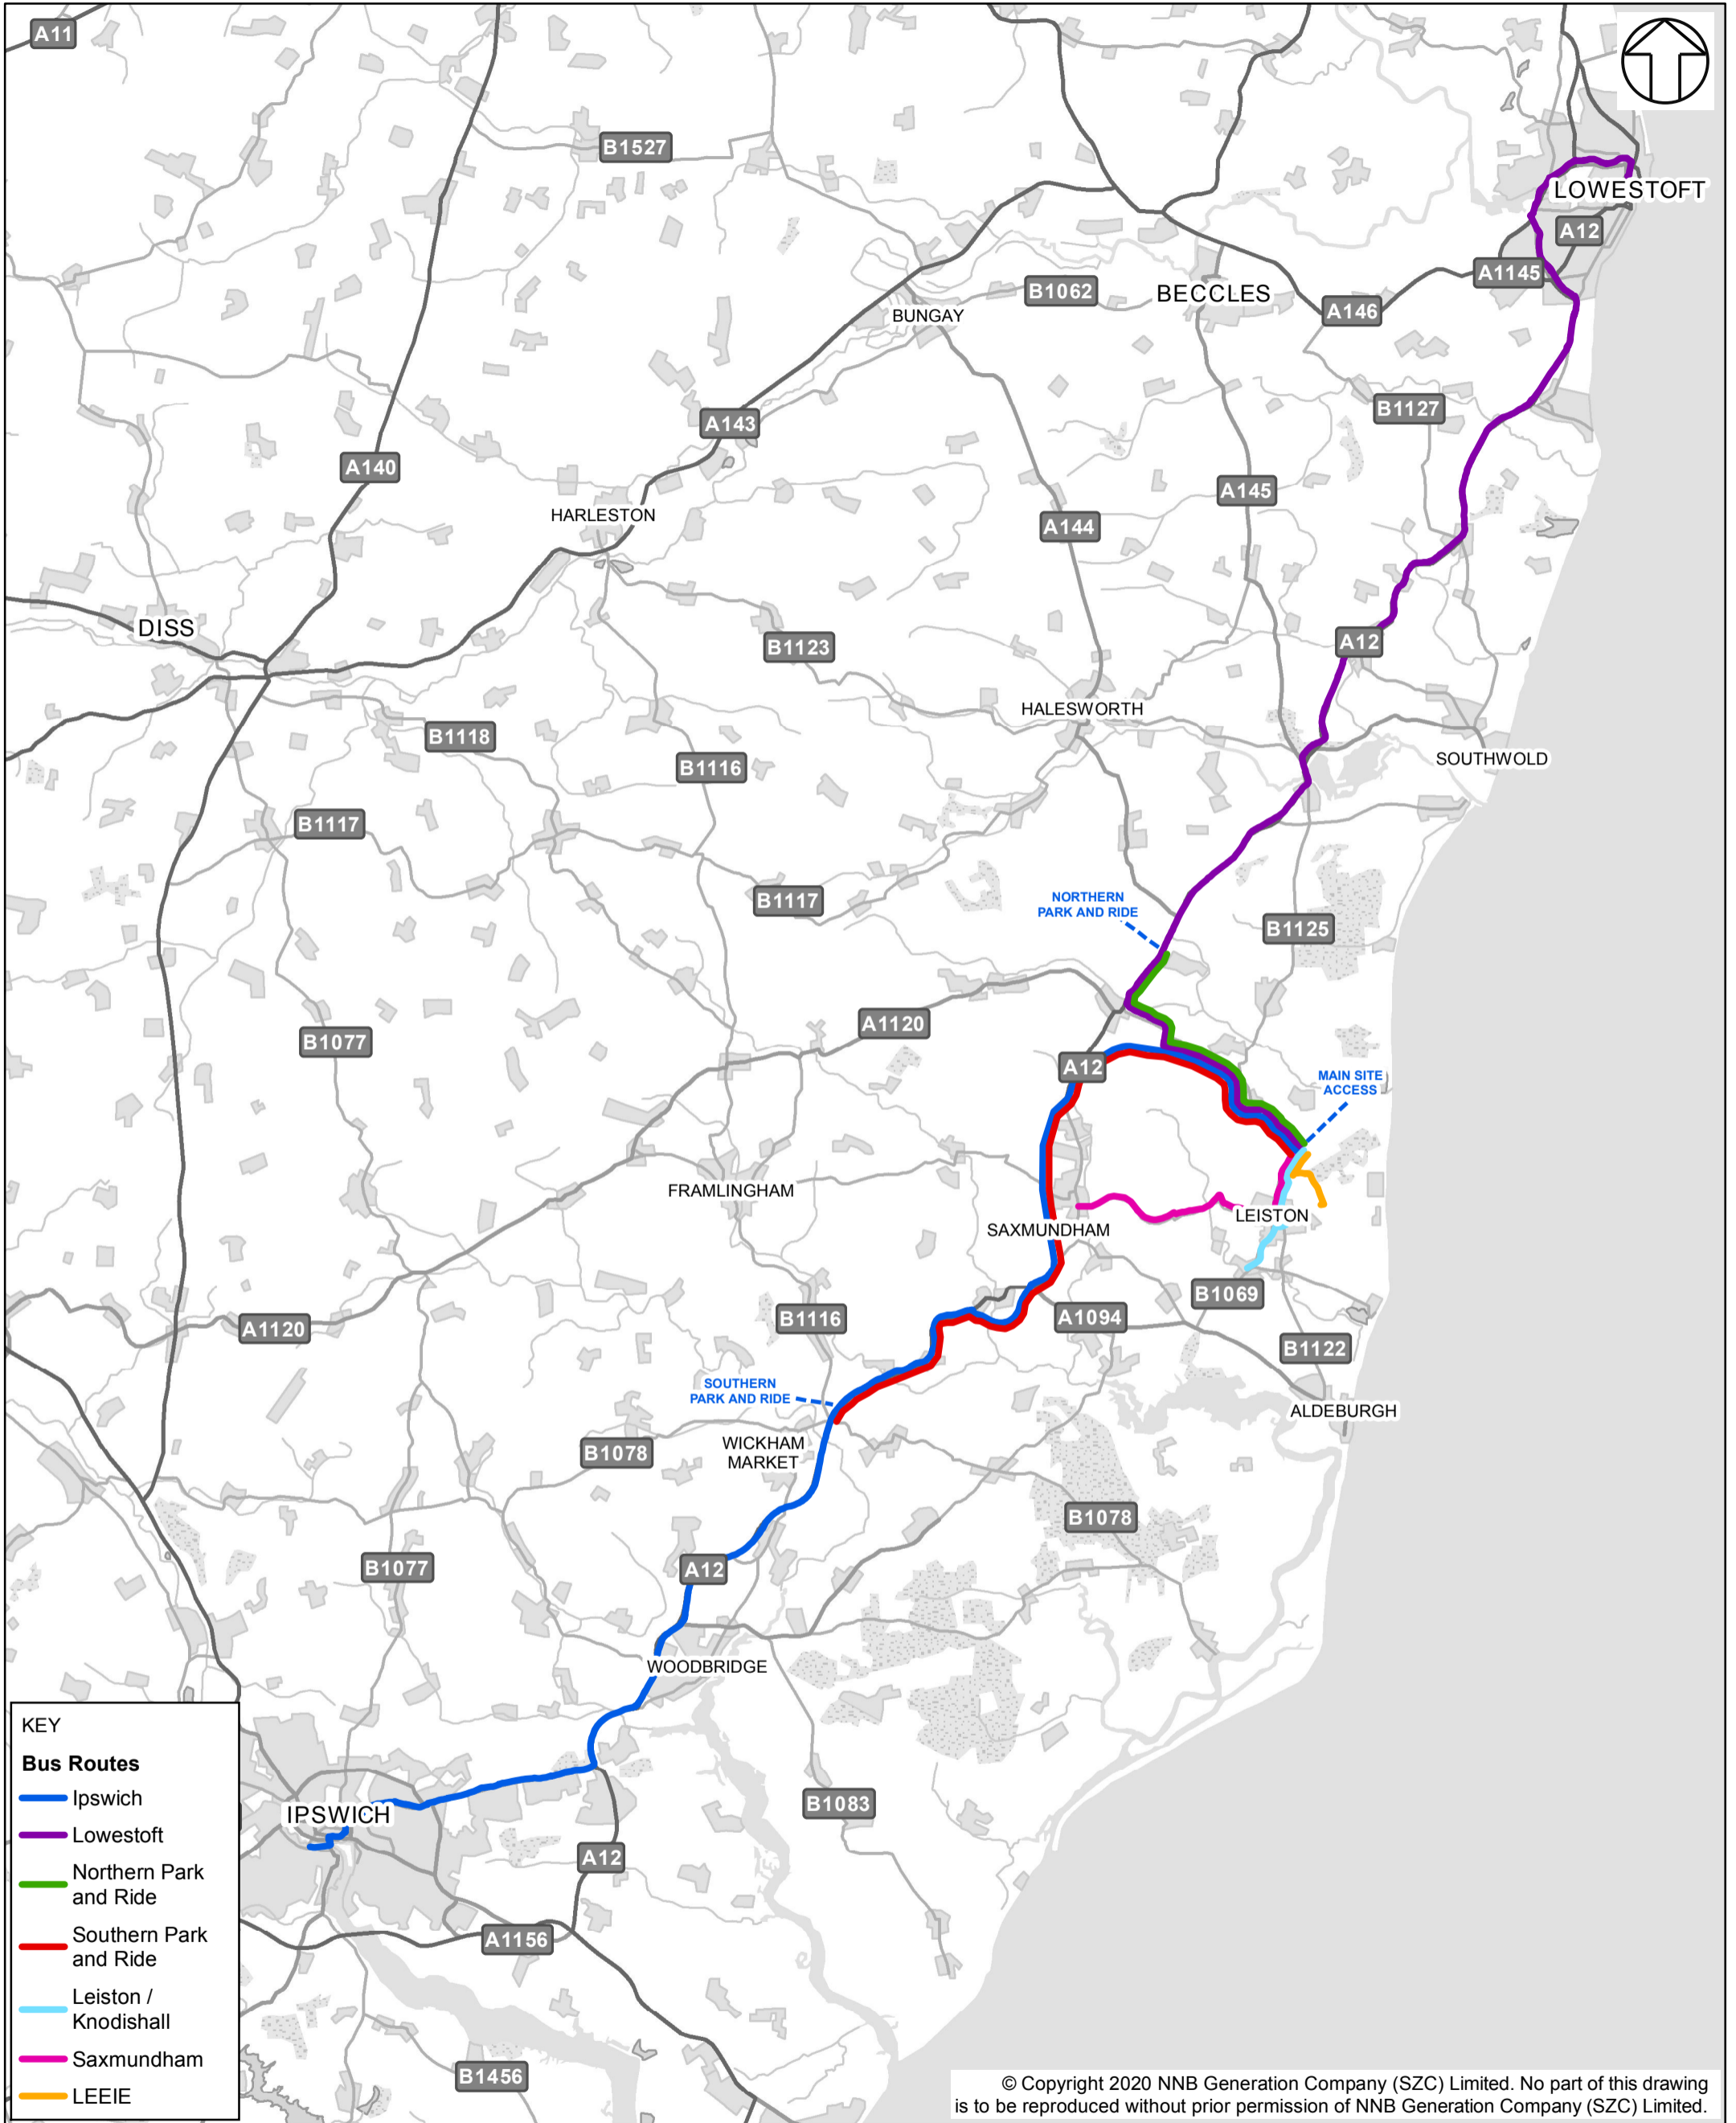 A11
B1527
LOWESTOFT
A12
A1145
B1062
BECCLES
A146
BUNGAY
B1127
A143
A140
A145
HARLESTON
A144
DISS
B1123
A12
HALESWORTH
B1118
SOUTHWOLD
B1116
B1117
B1117
NORTHERN
PARK AND RIDE
B1125
A1120
B1077
A12
MAIN SITE
ACCESS
FRAMLINGHAM
LEISTON
SAXMUNDHAM
B1069
B1116
A1094
A1120
B1122
SOUTHERN
PARK AND RIDE
ALDEBURGH
WICKHAM
MARKET
B1078
B1078
A12
B1077
WOODBRIDGE
B1083
IPSWICH
A12
A1156
B1456
KEY
Bus Routes
Ipswich
Lowestoft
Northern Park
and Ride
Southern Park
and Ride
Leiston /
Knodishall
Saxmundham
LEEIE
© Copyright 2020 NNB Generation Company (SZC) Limited. No part of this drawing
is to be reproduced without prior permission of NNB Generation Company (SZC) Limited.